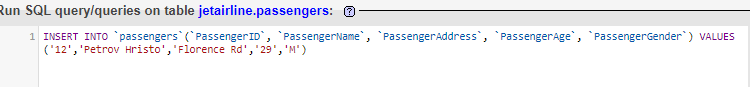 Run SQL query/queries on table jetairline.passengers:
1 INSERT INTO `passengers`(`PassengerID`, `PassengerName`, `PassengerAddress`, `PassengerAge`, `PassengerGender`) VALUES
('12','Petrov Hristo','Florence Rd','29','M')